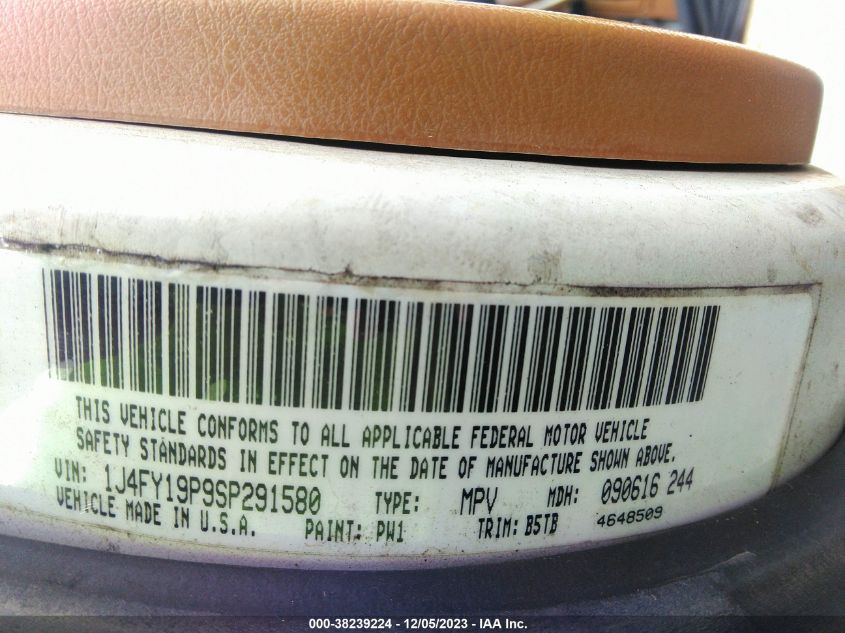 THIS VEHICLE CONFORMS TO ALL APPLICABLE FEDERAL MOTOR VEHICLE
SAFETY STANDARDS IN EFFECT ON THE DATE OF MANUFACTURE SHOWN ABOVE.
VIN: 1J4FY19P9SP291580 TYPE: MPV MDH: 090616 244
VEHICLE MADE IN U.S.A. PAINT: PW1 TRIM: B5TB 4648509
000-38239224 - 12/05/2023 - IAA Inc.